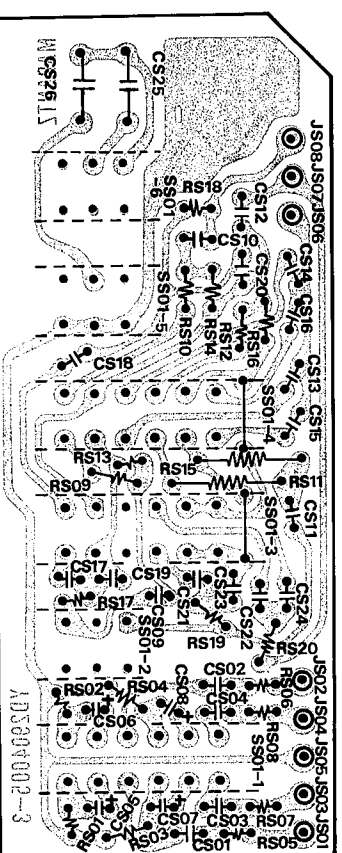 CS26
CS25
MARANTZ
JS08 JS07 JS06
RS18
SS01
-6
CS12
CS10
CS14
CS20
CS16
SS01-5
RS10
RS14
RS12
RS16
CS18
CS13
SS01-4
CS15
RS13
RS15
RS09
RS11
CS11
SS01-3
CS17
CS19
CS23
CS24
RS17
CS09
CS21
CS22
RS19
RS20
SS01-2
RS02
RS04
CS08
CS02
CS04
RS06
JS02 JS04 JS05 JS03 JS01
CS06
RS08
SS01-1
YD2904005-3
RS01
CS05
RS03
CS07
CS01
CS03
RS07
RS05